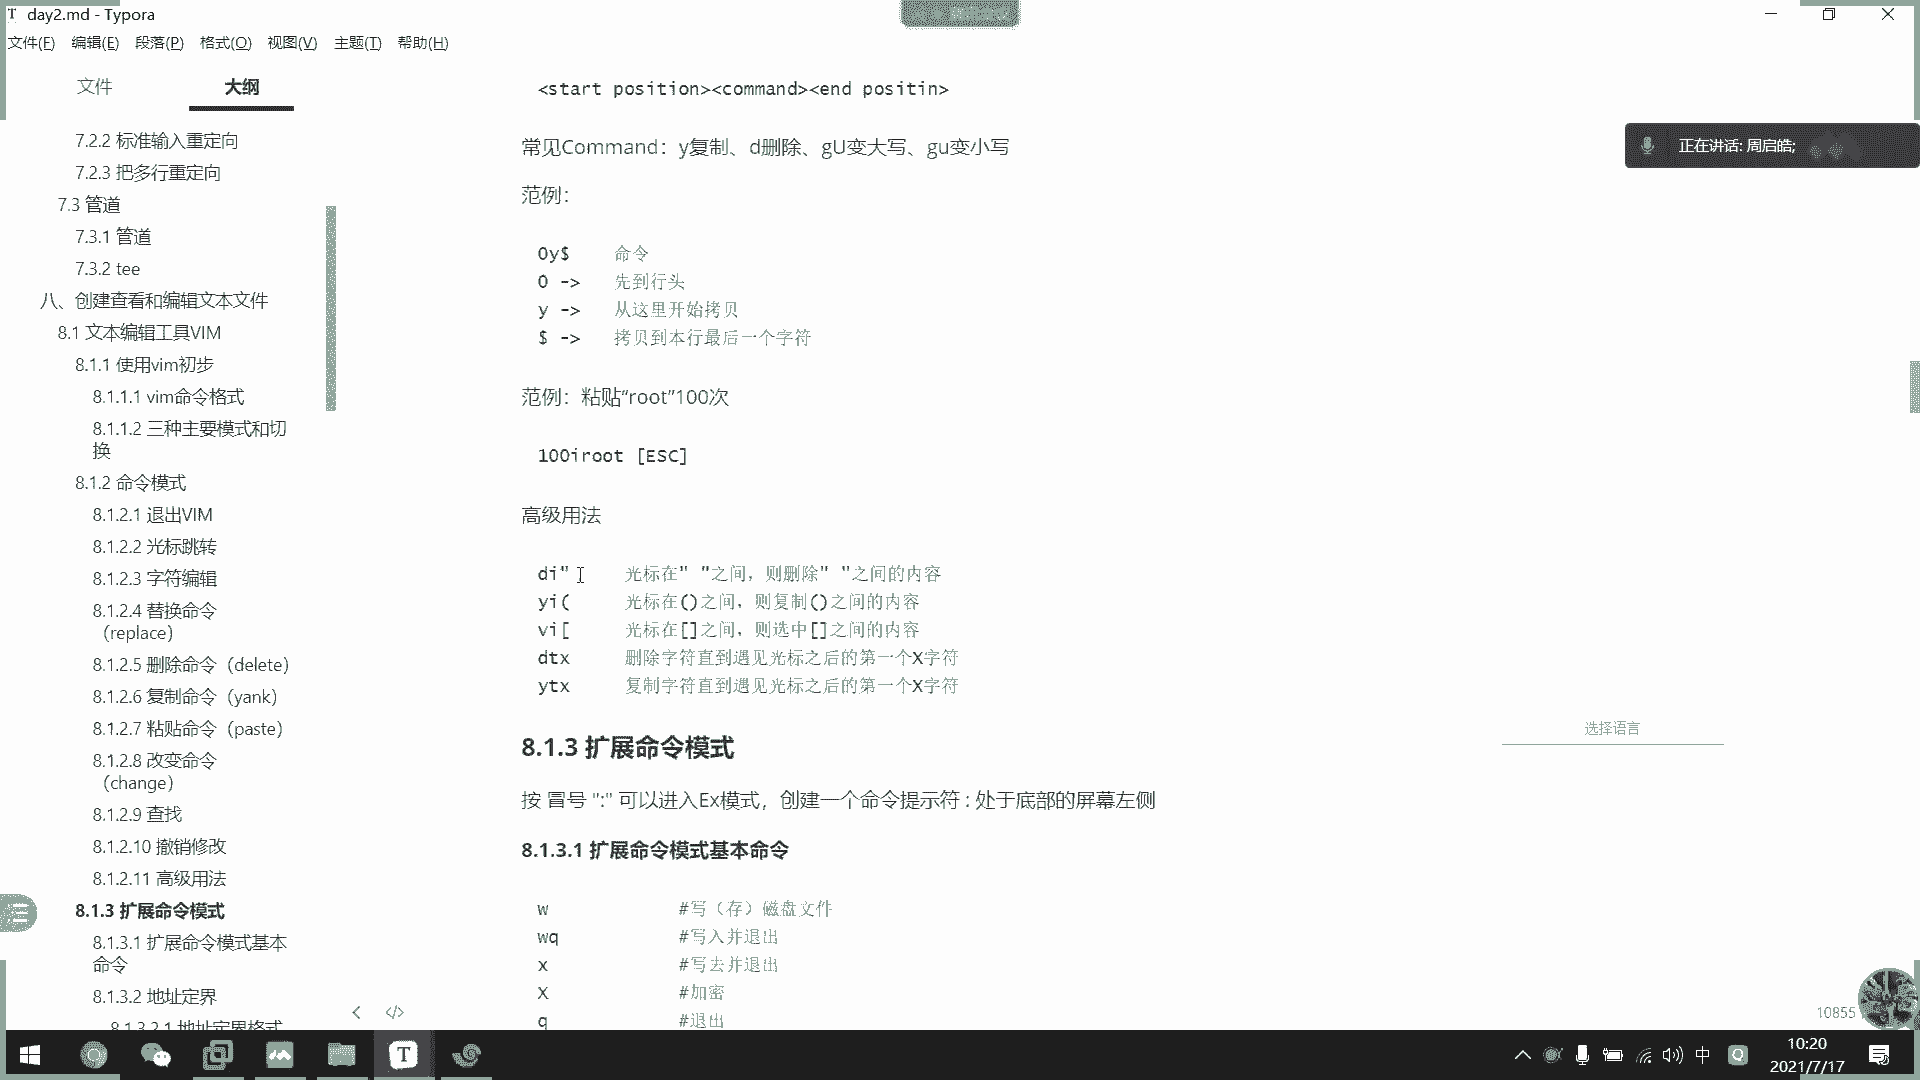 T day2.md - Typora
文件(F) 编辑(E) 段落(P) 格式(O) 视图(V) 主题(T) 帮助(H)
文件 大纲
7.2.2 标准输入重定向
7.2.3 把多行重定向
7.3 管道
7.3.1 管道
7.3.2 tee
八、创建查看和编辑文本文件
8.1 文本编辑工具VIM
8.1.1 使用vim初步
8.1.1.1 vim命令格式
8.1.1.2 三种主要模式和切
换
8.1.2 命令模式
8.1.2.1 退出VIM
8.1.2.2 光标跳转
8.1.2.3 字符编辑
8.1.2.4 替换命令
（replace）
8.1.2.5 删除命令（delete）
8.1.2.6 复制命令（yank）
8.1.2.7 粘贴命令（paste）
8.1.2.8 改变命令
（change）
8.1.2.9 查找
8.1.2.10 撤销修改
8.1.2.11 高级用法
8.1.3 扩展命令模式
8.1.3.1 扩展命令模式基本
命令
8.1.3.2 地址定界
8.1.3.2.1 地址定界格式
<start position><command><end positin>
常见Command：y复制、d删除、gU变大写、gu变小写
范例：
0y$ 命令
0 -> 先到行头
y -> 从这里开始拷贝
$ -> 拷贝到本行最后一个字符
范例：粘贴“root”100次
100iroot [ESC]
高级用法
di" 光标在" "之间，则删除" "之间的内容
yi( 光标在()之间，则复制()之间的内容
vi[ 光标在[]之间，则选中[]之间的内容
dtx 删除字符直到遇见光标之后的第一个X字符
ytx 复制字符直到遇见光标之后的第一个X字符
8.1.3 扩展命令模式
按 冒号 ":" 可以进入Ex模式，创建一个命令提示符 : 处于底部的屏幕左侧
8.1.3.1 扩展命令模式基本命令
w #写（存）磁盘文件
wq #写入并退出
x #写去并退出
X #加密
q #退出
正在讲话: 周启皓;
选择语言
10855
中
10:20
2021/7/17